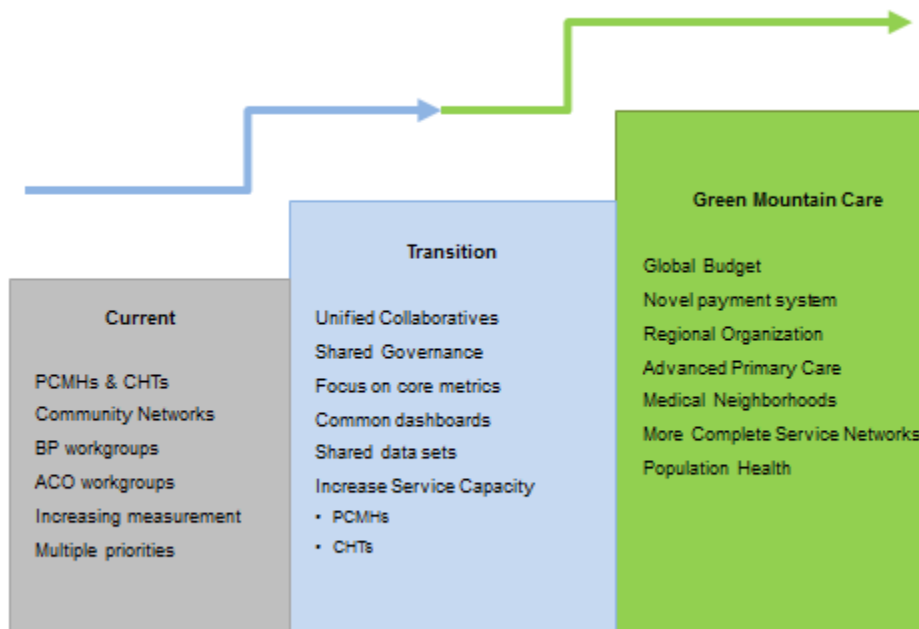 Current
PCMHs & CHTs
Community Networks
BP workgroups
ACO workgroups
Increasing measurement
Multiple priorities
Transition
Unified Collaboratives
Shared Governance
Focus on core metrics
Common dashboards
Shared data sets
Increase Service Capacity
• PCMHs
• CHTs
Green Mountain Care
Global Budget
Novel payment system
Regional Organization
Advanced Primary Care
Medical Neighborhoods
More Complete Service Networks
Population Health